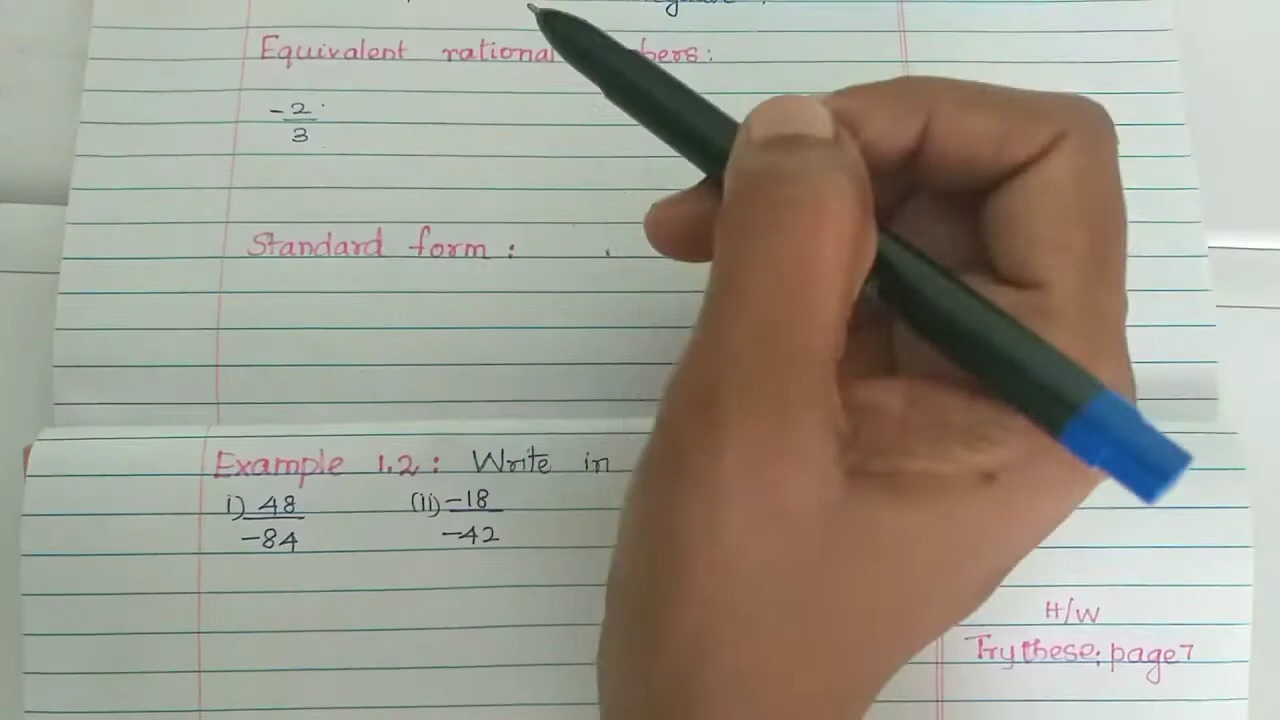 Equivalent rational
-2
3
Standard form :
Example 1.2 : Write in
i) 48
-84
(ii) -18
-42
H/W
Try these: page 7